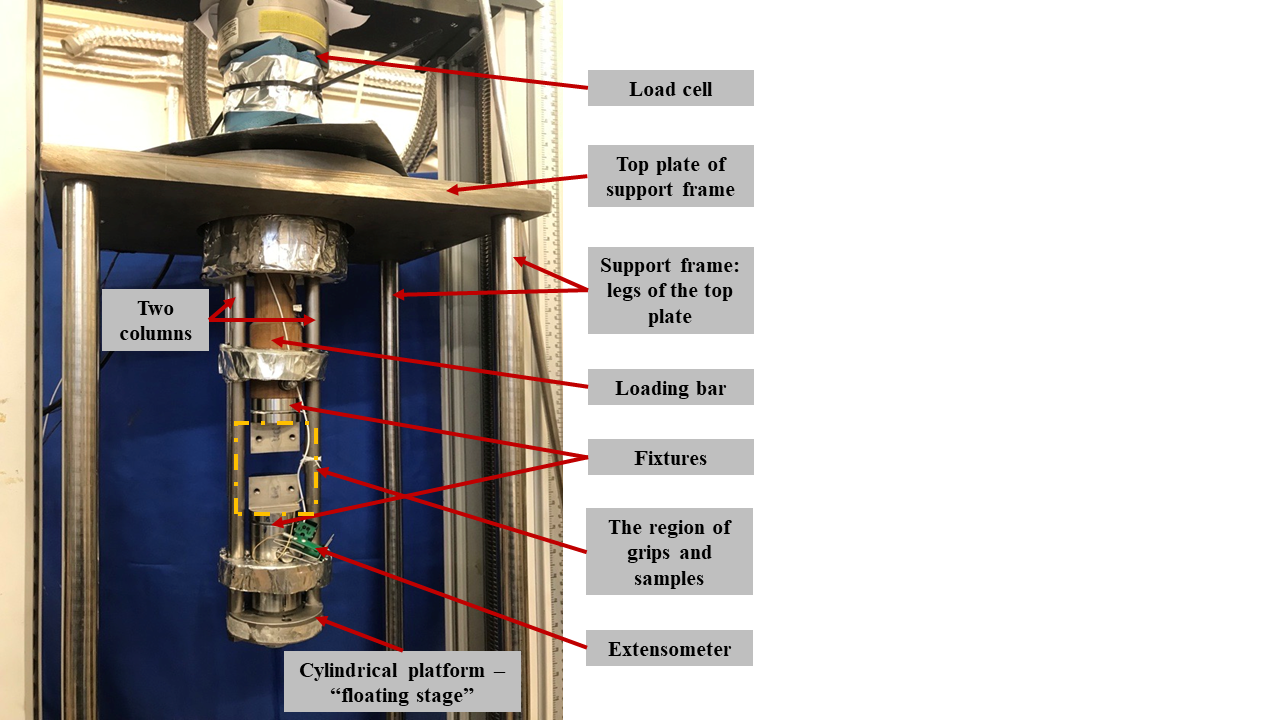 Load cell
Top plate of
support frame
Support frame:
legs of the top
plate
Two
columns
Loading bar
Fixtures
The region of
grips and
samples
Extensometer
Cylindrical platform –
“floating stage”